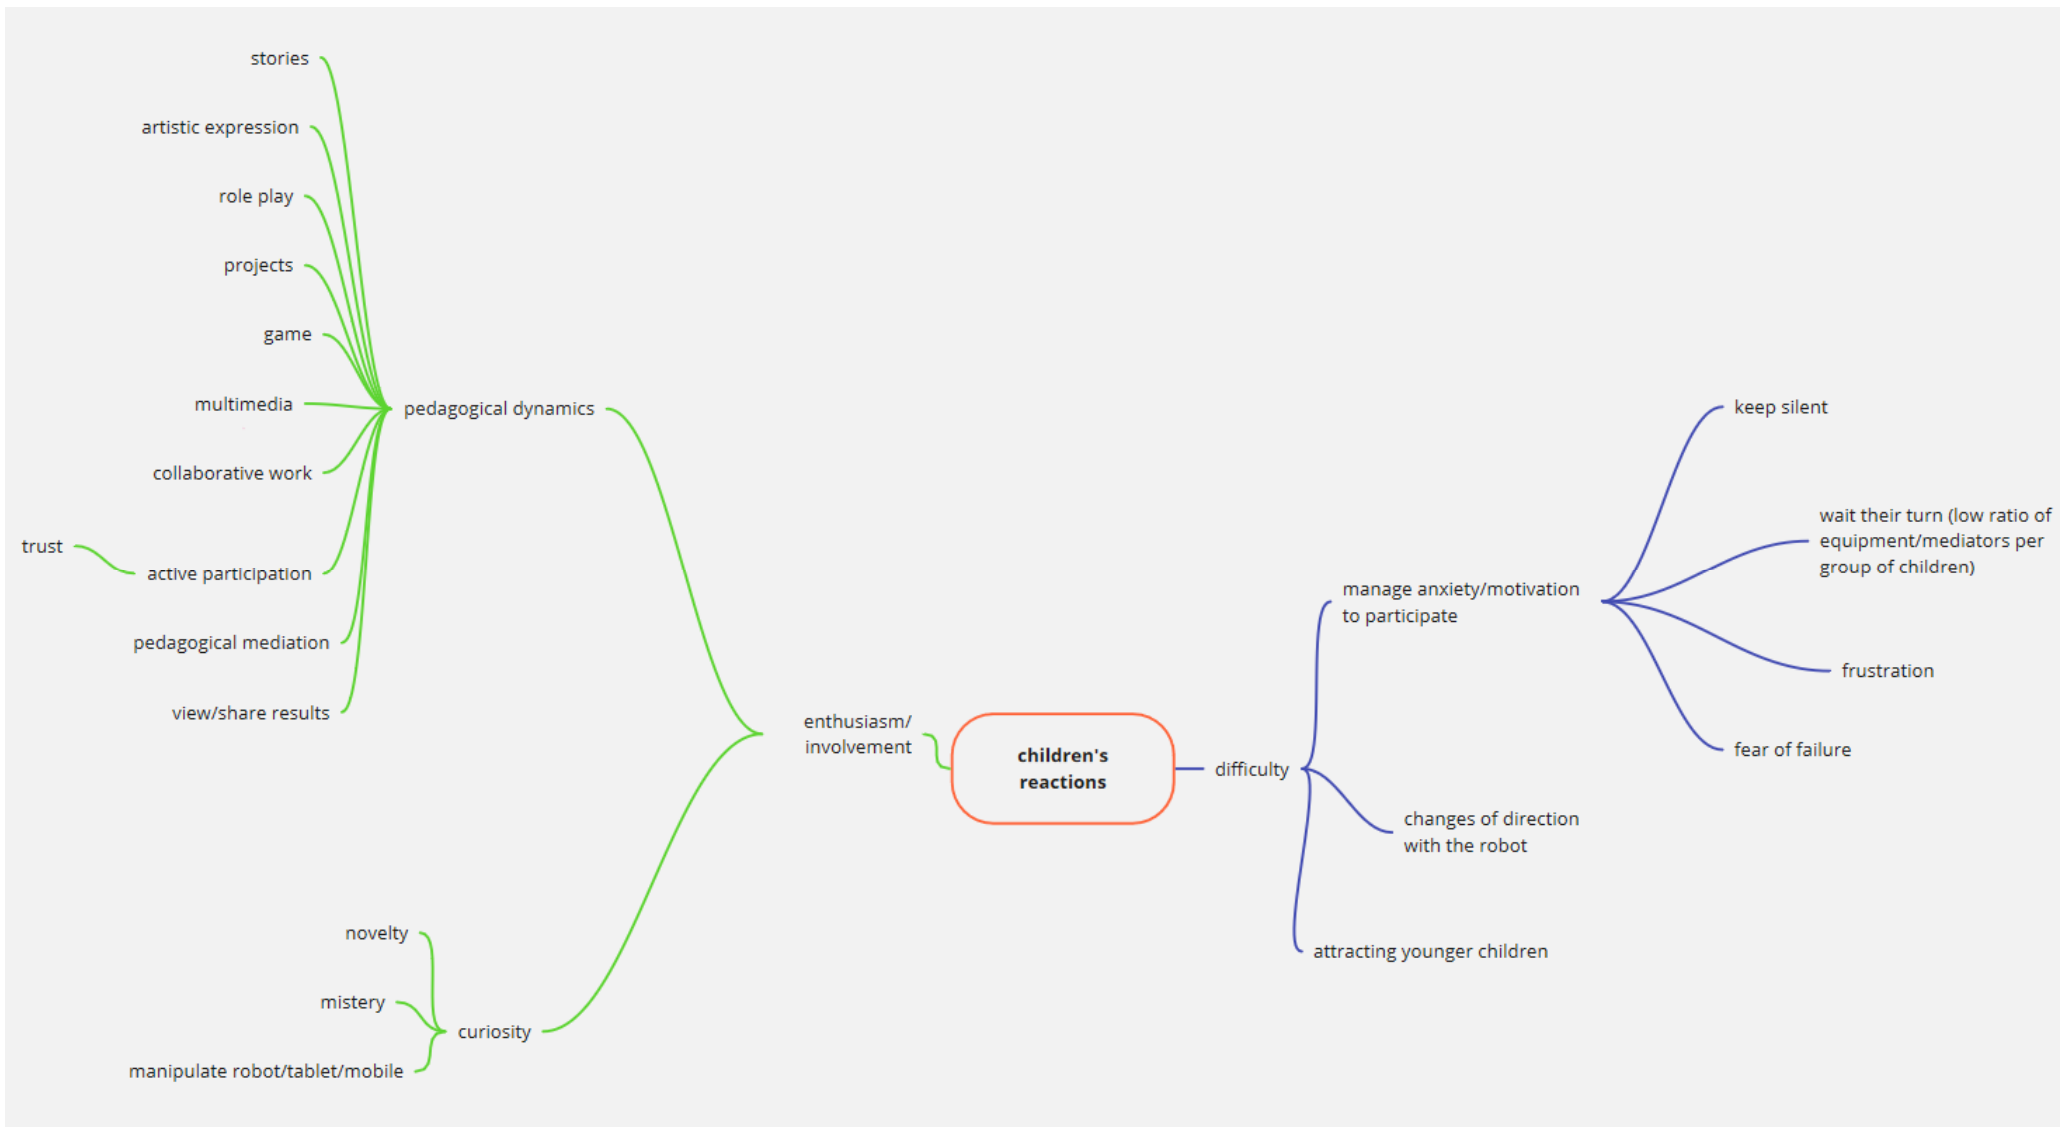 stories
artistic expression
role play
projects
game
multimedia
collaborative work
trust
active participation
pedagogical mediation
view/share results
pedagogical dynamics
novelty
mistery
manipulate robot/tablet/mobile
curiosity
enthusiasm/
involvement
children's
reactions
difficulty
manage anxiety/motivation
to participate
keep silent
wait their turn (low ratio of
equipment/mediators per
group of children)
frustration
fear of failure
changes of direction
with the robot
attracting younger children